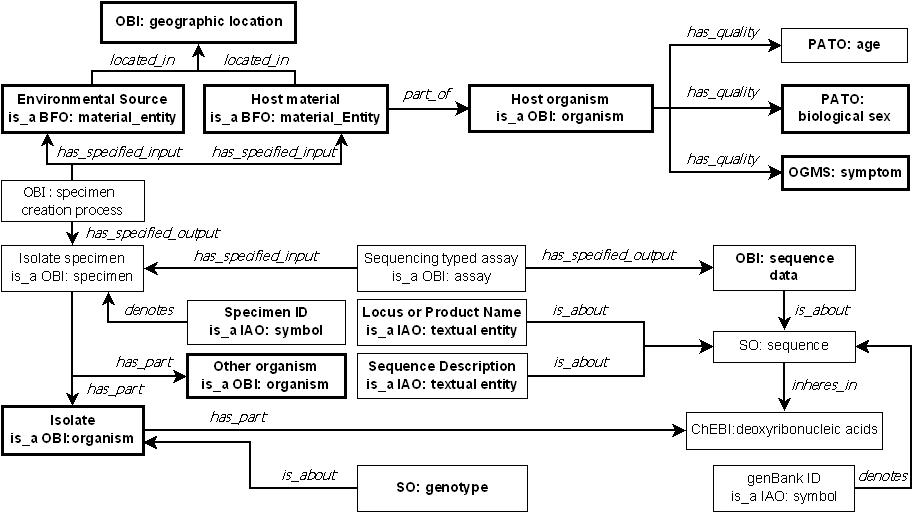 OBI: geographic location
located_in
located_in
Environmental Source
is_a BFO: material_entity
Host material
is_a BFO: material_Entity
part_of
Host organism
is_a OBI: organism
has_quality
PATO: age
has_quality
PATO:
biological sex
has_quality
OGMS: symptom
has_specified_input
has_specified_input
OBI : specimen
creation process
has_specified_output
Isolate specimen
is_a OBI: specimen
has_specified_input
Sequencing typed assay
is_a OBI: assay
has_specified_output
OBI: sequence
data
denotes
Specimen ID
is_a IAO: symbol
Locus or Product Name
is_a IAO: textual entity
is_about
is_about
SO: sequence
has_part
Other organism
is_a OBI: organism
Sequence Description
is_a IAO: textual entity
is_about
has_part
inheres_in
Isolate
is_a OBI:organism
has_part
ChEBI:deoxyribonucleic acids
is_about
SO: genotype
genBank ID
is_a IAO: symbol
denotes